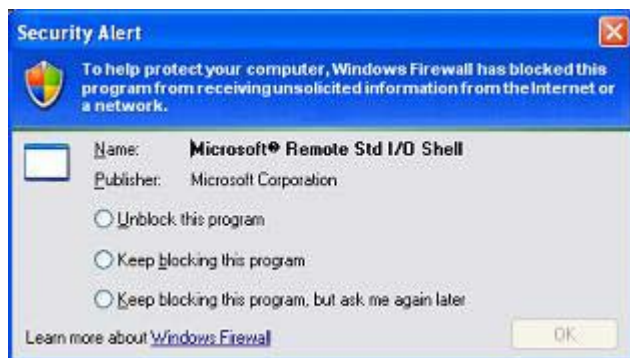 Security Alert
To help protect your computer, Windows Firewall has blocked this
program from receiving unsolicited information from the Internet or
a network.
Name: Microsoft® Remote Std I/O Shell
Publisher: Microsoft Corporation
Unblock this program
Keep blocking this program
Keep blocking this program, but ask me again later
Learn more about Windows Firewall
OK